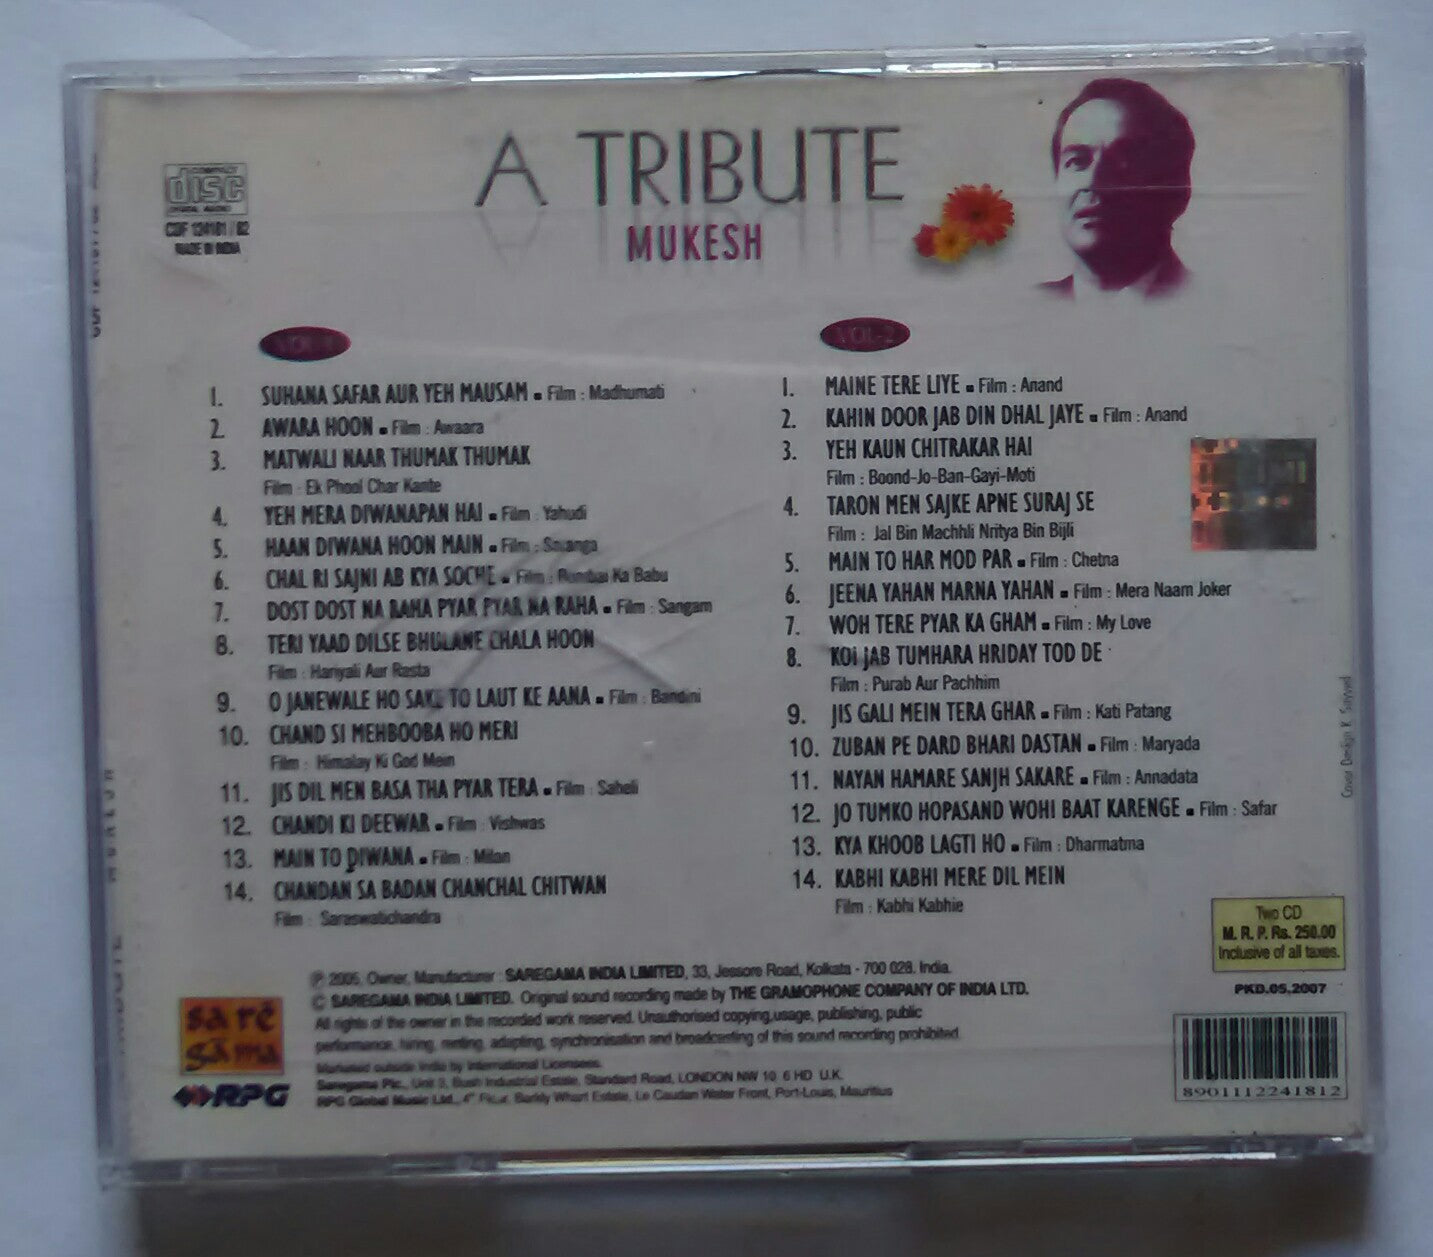 A TRIBUTE
MUKESH
COMPACT
disc
DIGITAL AUDIO
CDF 124181 / 82
MADE IN INDIA
VOL-1
1. SUHANA SAFAR AUR YEH MAUSAM ▪ Film : Madhumati
2. AWARA HOON ▪ Film : Awaara
3. MATWALI NAAR THUMAK THUMAK
Film : Ek Phool Char Kante
4. YEH MERA DIWANAPAN HAI ▪ Film : Yahudi
5. HAAN DIWANA HOON MAIN ▪ Film :
6. CHAL RI SAJNI AB KYA SOCHE ▪ Film : Bombai Ka Babu
7. DOST DOST NA RAHA PYAR PYAR NA RAHA ▪ Film : Sangam
8. TERI YAAD DILSE BHULANE CHALA HOON
Film : Hariyali Aur Rasta
9. O JANEWALE HO SAKE TO LAUT KE AANA ▪ Film : Bandini
10. CHAND SI MEHBOOBA HO MERI
Film : Himalay Ki God Mein
11. JIS DIL MEN BASA THA PYAR TERA ▪ Film : Saheli
12. CHANDI KI DEEWAR ▪ Film : Vishwas
13. MAIN TO DIWANA ▪ Film : Milan
14. CHANDAN SA BADAN CHANCHAL CHITWAN
Film : Saraswatichandra
VOL-2
1. MAINE TERE LIYE ▪ Film : Anand
2. KAHIN DOOR JAB DIN DHAL JAYE ▪ Film : Anand
3. YEH KAUN CHITRAKAR HAI
Film : Boond-Jo-Ban-Gayi-Moti
4. TARON MEN SAJKE APNE SURAJ SE
Film : Jal Bin Machhli Nritya Bin Bijli
5. MAIN TO HAR MOD PAR ▪ Film : Chetna
6. JEENA YAHAN MARNA YAHAN ▪ Film : Mera Naam Joker
7. WOH TERE PYAR KA GHAM ▪ Film : My Love
8. KOI JAB TUMHARA HRIDAY TOD DE
Film : Purab Aur Pachhim
9. JIS GALI MEIN TERA GHAR ▪ Film : Kati Patang
10. ZUBAN PE DARD BHARI DASTAN ▪ Film : Maryada
11. NAYAN HAMARE SANJH SAKARE ▪ Film : Annadata
12. JO TUMKO HOPASAND WOHI BAAT KARENGE ▪ Film : Safar
13. KYA KHOOB LAGTI HO ▪ Film : Dharmatma
14. KABHI KABHI MERE DIL MEIN
Film : Kabhi Kabhie
Cover Design K. Saiyyed
Two CD
M. R. P. Rs. 250.00
Inclusive of all taxes.
PKD.05,2007
8901112241812
℗ 2005, Owner, Manufacturer : SAREGAMA INDIA LIMITED, 33, Jessore Road, Kolkata - 700 028. India.
© SAREGAMA INDIA LIMITED. Original sound recording made by THE GRAMOPHONE COMPANY OF INDIA LTD.
All rights of the owner in the recorded work reserved. Unauthorised copying,usage, publishing, public
performance, hiring, renting, adapting, synchronisation and broadcasting of this sound recording prohibited.
Marketed outside India by International Licensees.
Saregama Plc., Unit 3, Bush Industrial Estate, Standard Road, LONDON NW 10 6 HD U.K.
RPG Global Music Ltd., 4" Floor, Barkly Wharf Estate, Le Caudan Water Front, Port-Louis, Mauritius
sa rē
gā ma
RPG